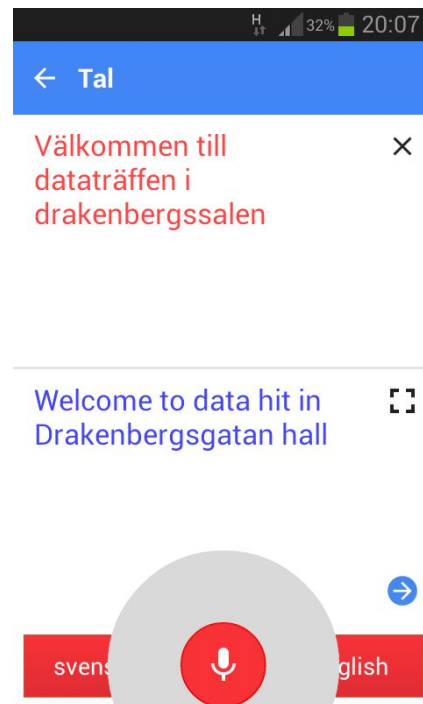 H
32%
20:07
Tal
Välkommen till
dataträffen i
drakenbergssalen
Welcome to data hit in
Drakenbergsgatan hall
svens
glish